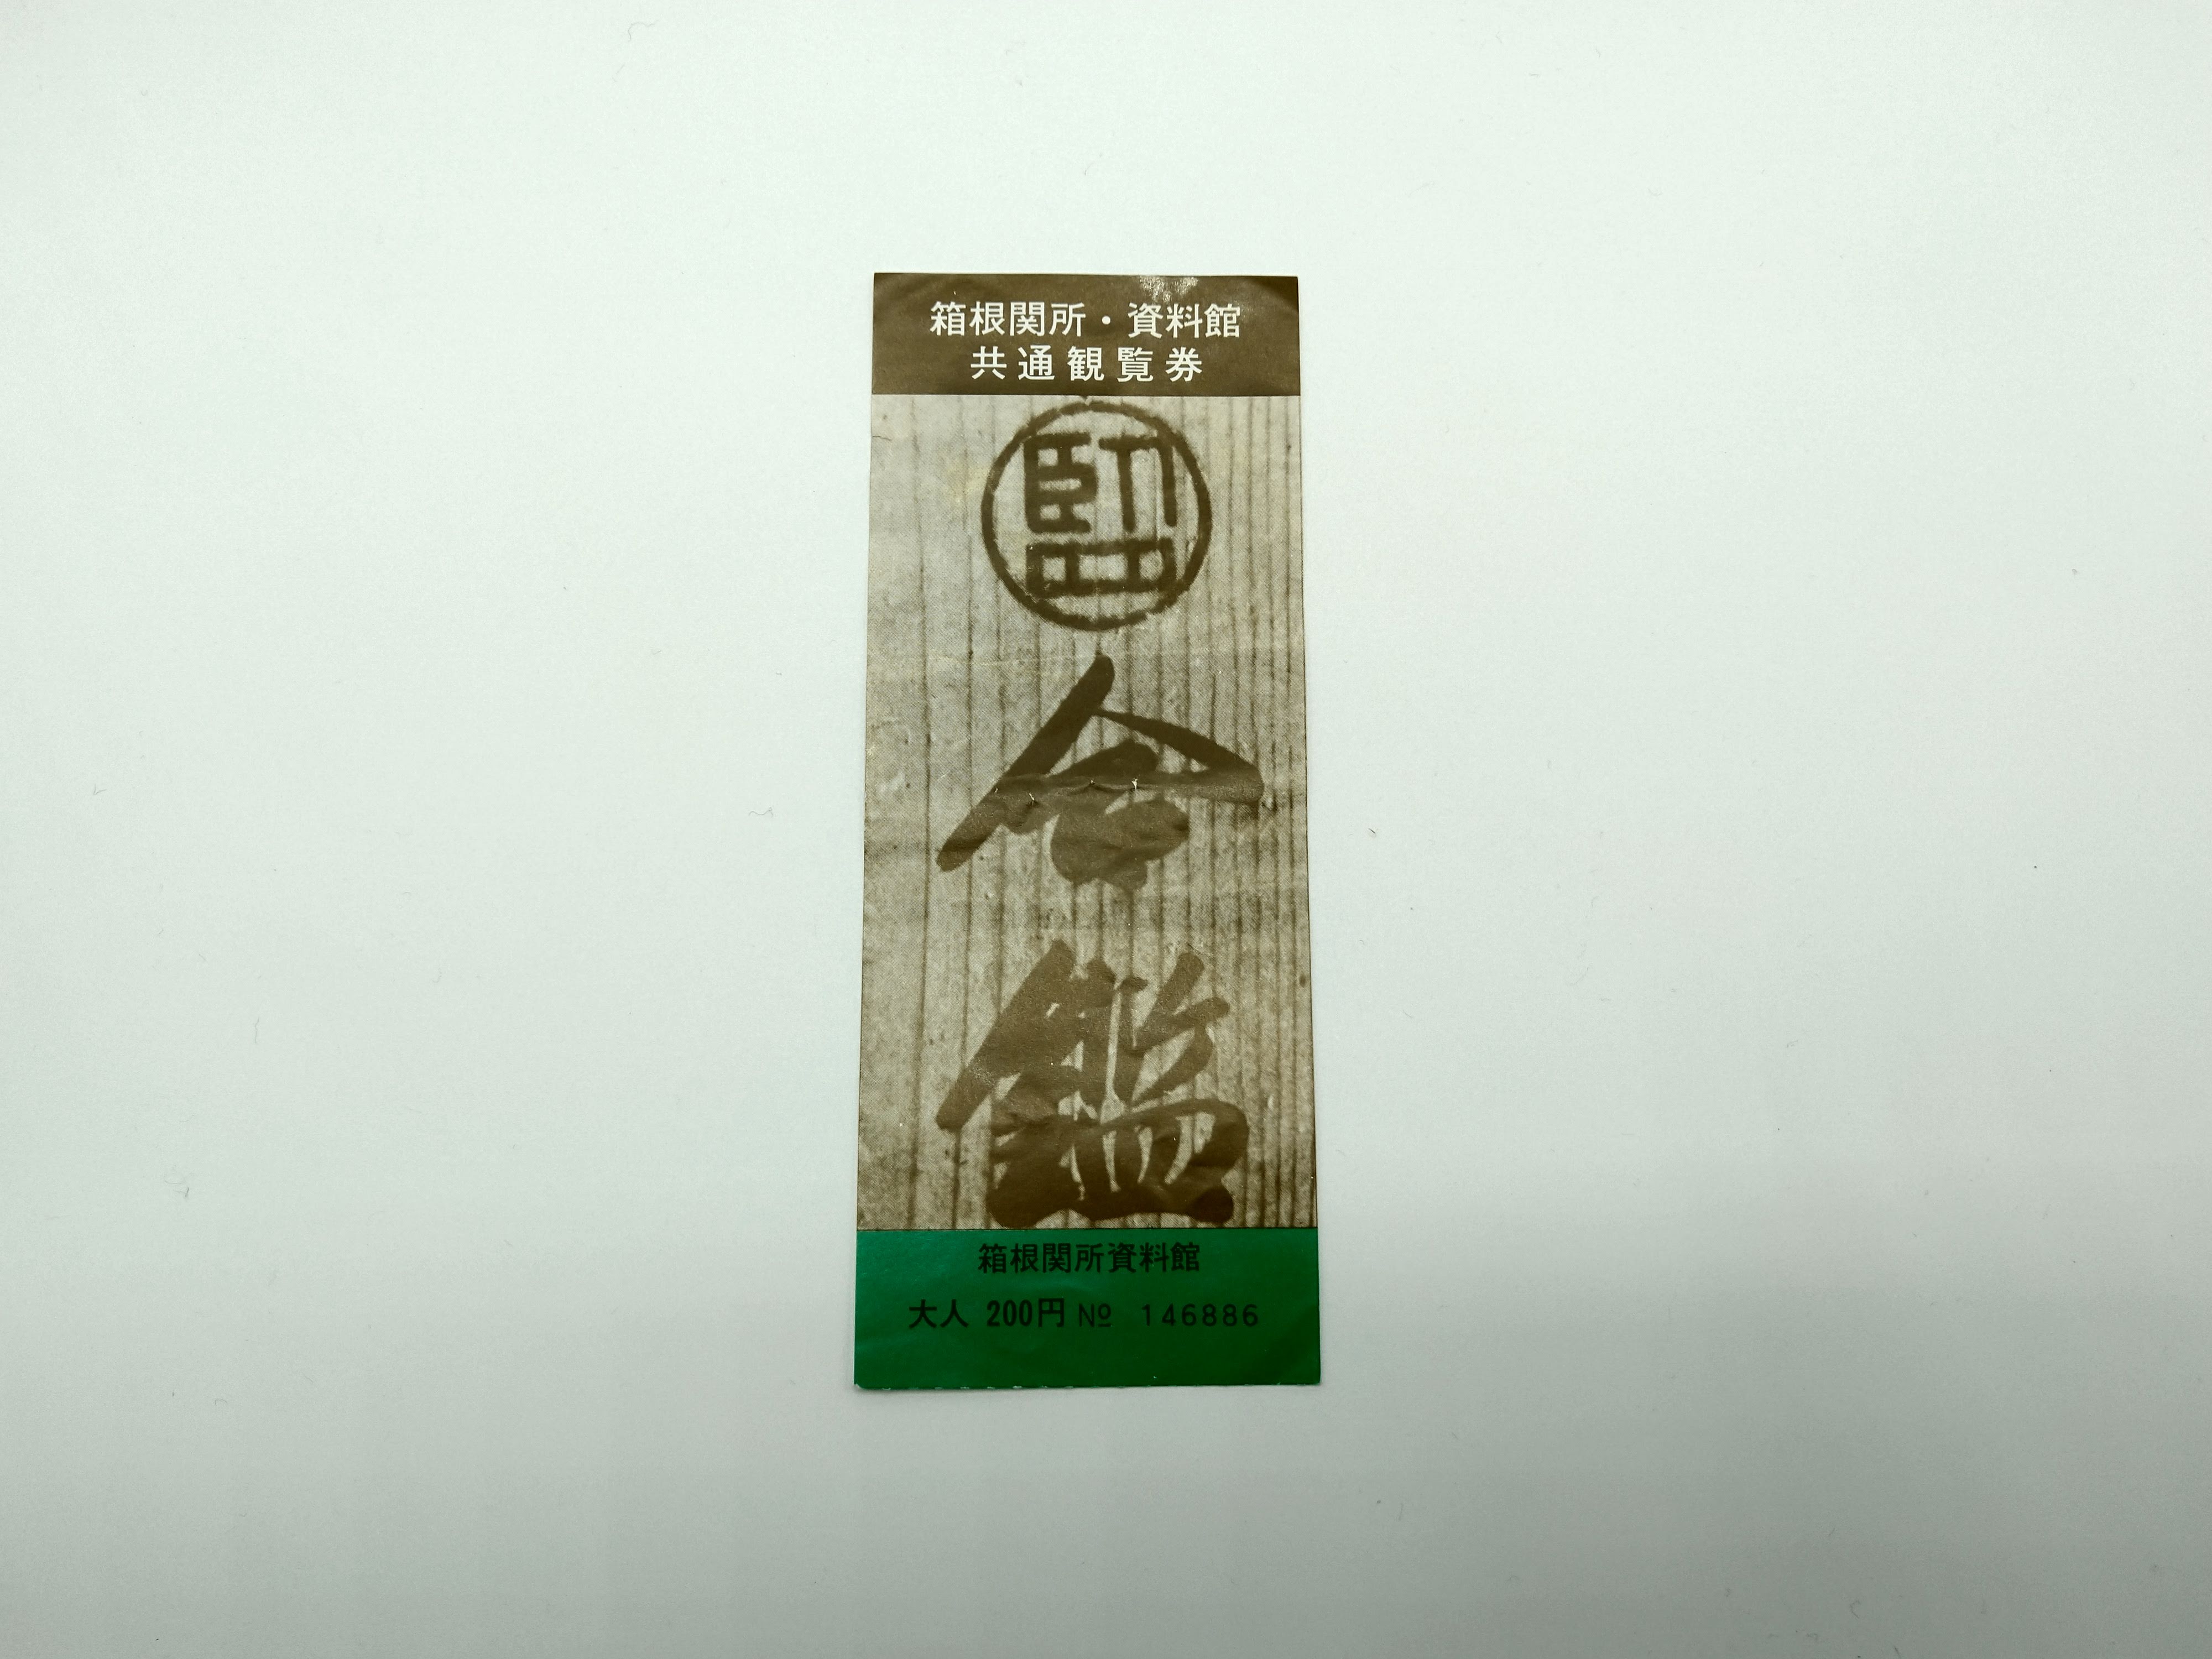 箱根関所・資料館
共通観覧券
監
合
鑑
箱根関所資料館
大人 200円 № 146886